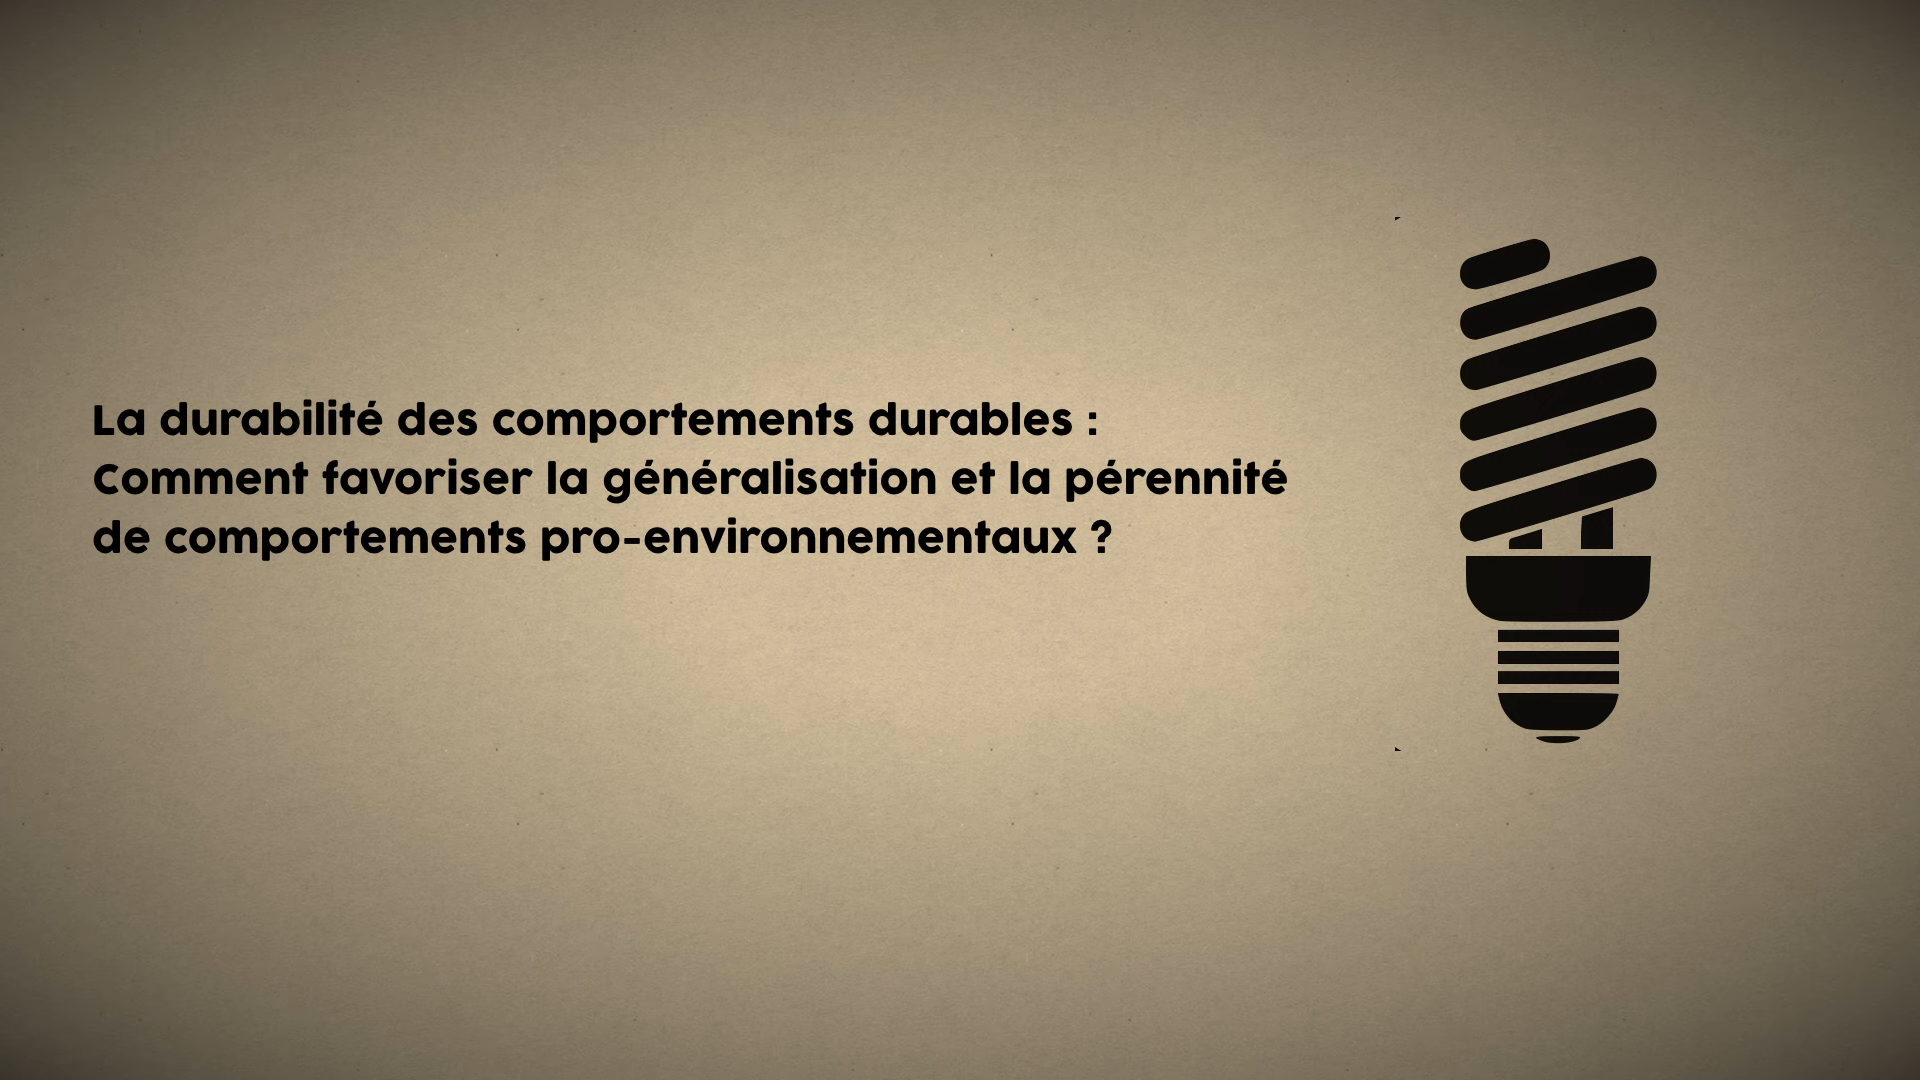 La durabilité des comportements durables :
Comment favoriser la généralisation et la pérennité
de comportements pro-environnementaux ?